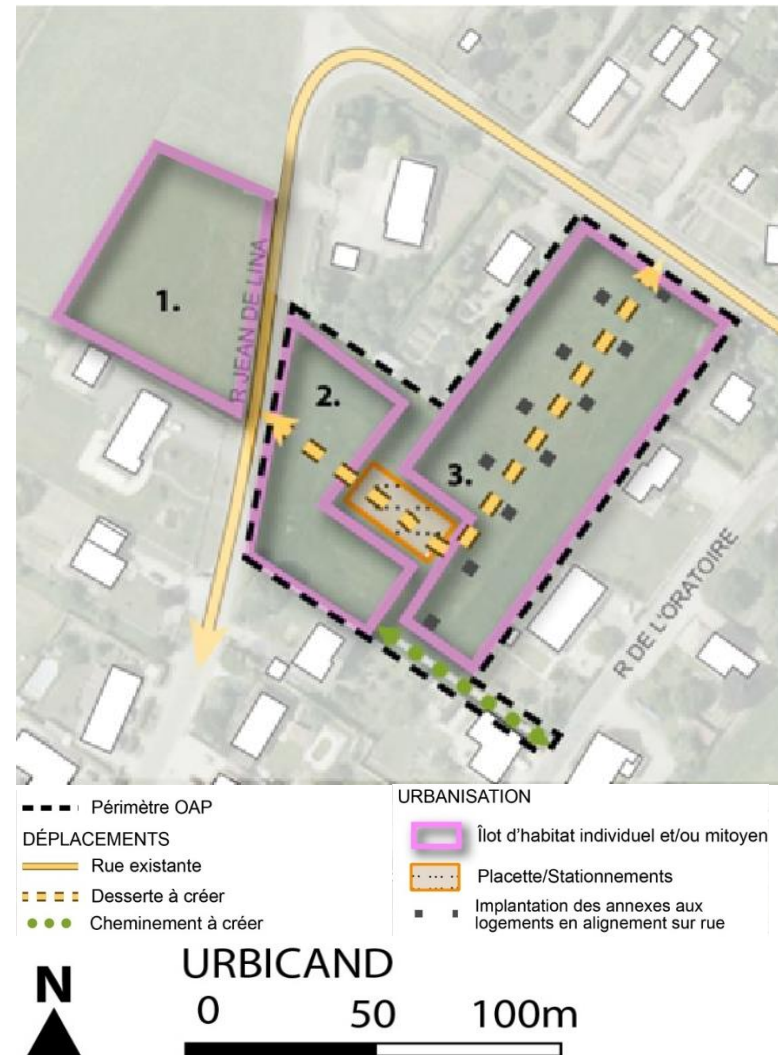 1.
R JEAN DE LINA
2.
3.
R DE L'ORATOIRE
Périmètre OAP
DÉPLACEMENTS
Rue existante
Desserte à créer
Cheminement à créer
URBANISATION
Îlot d'habitat individuel et/ou mitoyen
Placette/Stationnements
Implantation des annexes aux
logements en alignement sur rue
N
URBICAND
0 50 100m